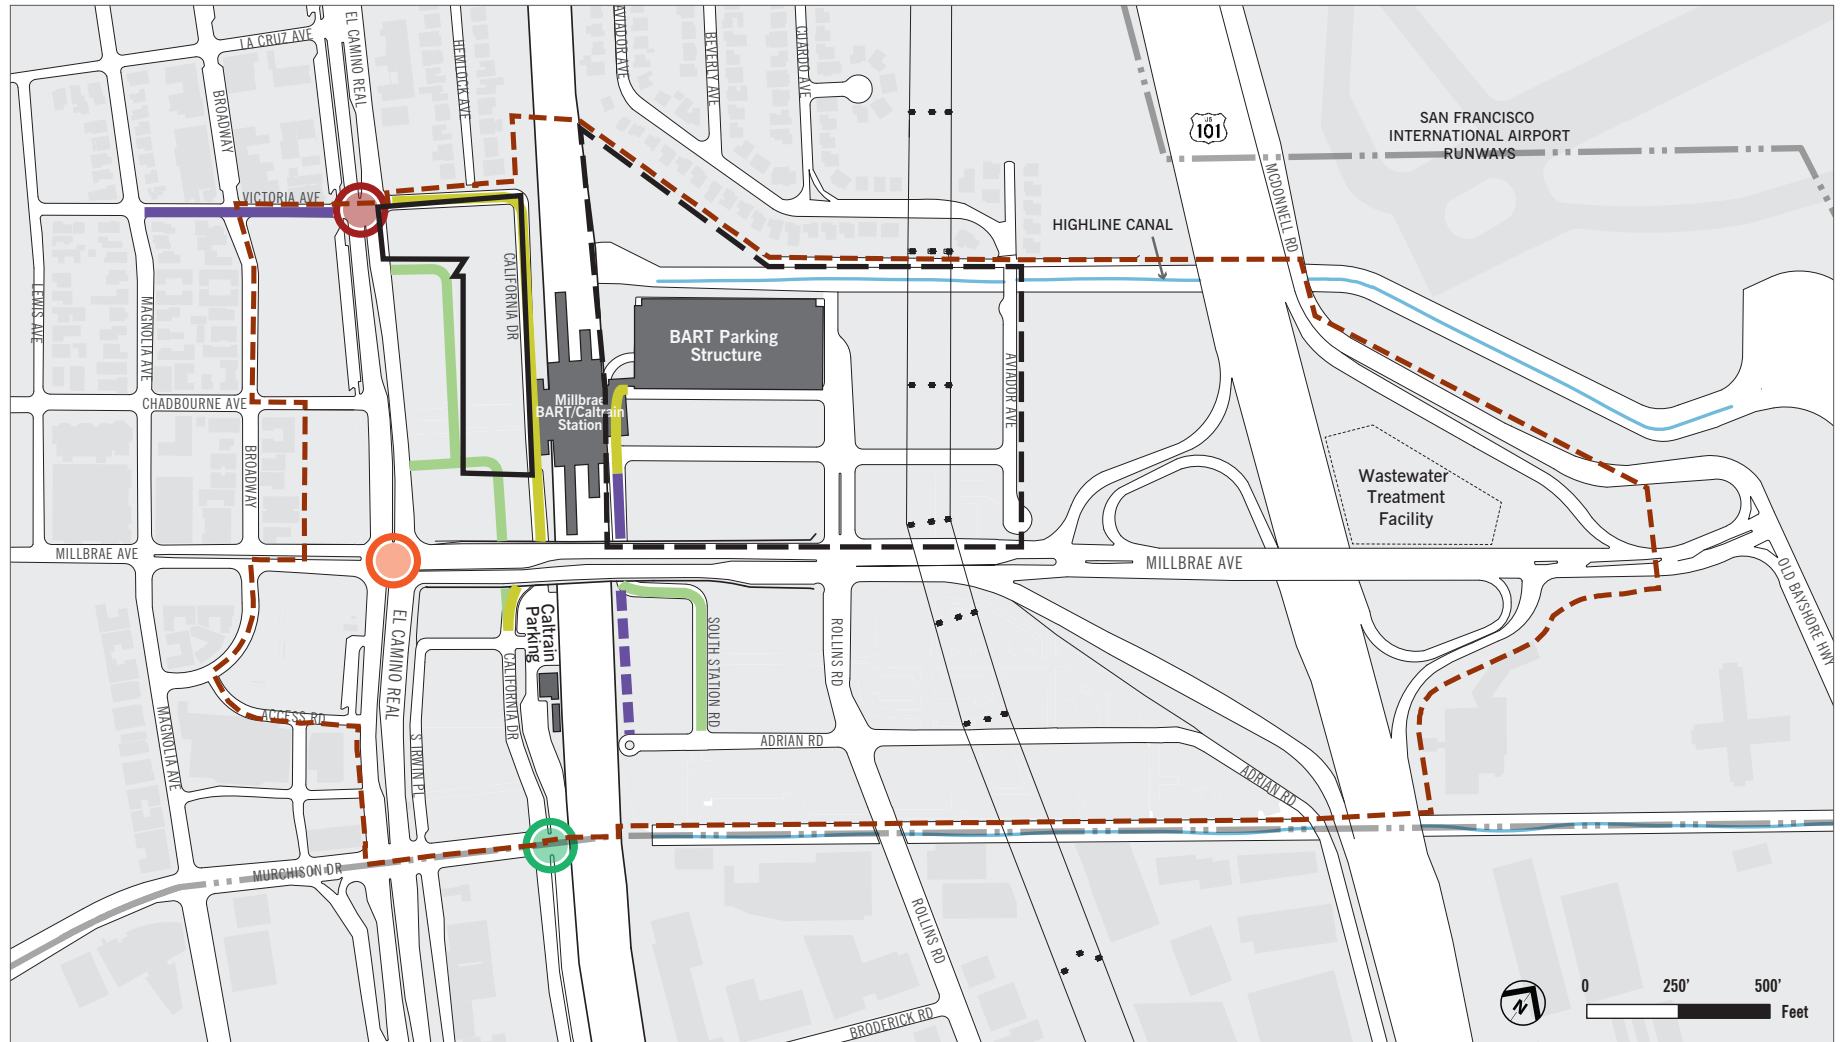 LA CRUZ AVE
EL CAMINO REAL
HEMLOCK AVE
AVIADOR AVE
BEVERLY AVE
CUARDO AVE
BROADWAY
US
101
SAN FRANCISCO
INTERNATIONAL AIRPORT
RUNWAYS
VICTORIA AVE
MCDONNELL RD
HIGHLINE CANAL
CALIFORNIA DR
LEWIS AVE
MAGNOLIA AVE
BART Parking
Structure
AVIADOR AVE
CHADBOURNE AVE
Millbrae
BART/Caltrain
Station
BROADWAY
Wastewater
Treatment
Facility
MILLBRAE AVE
MILLBRAE AVE
OLD BAYSHORE HWY
EL CAMINO REAL
Caltrain
Parking
CALIFORNIA DR
SOUTH STATION RD
ROLLINS RD
ACCESS RD
MAGNOLIA AVE
S IRWIN PL
ADRIAN RD
ADRIAN RD
MURCHISON DR
ROLLINS RD
BRODERICK RD
N
0 250' 500'
Feet